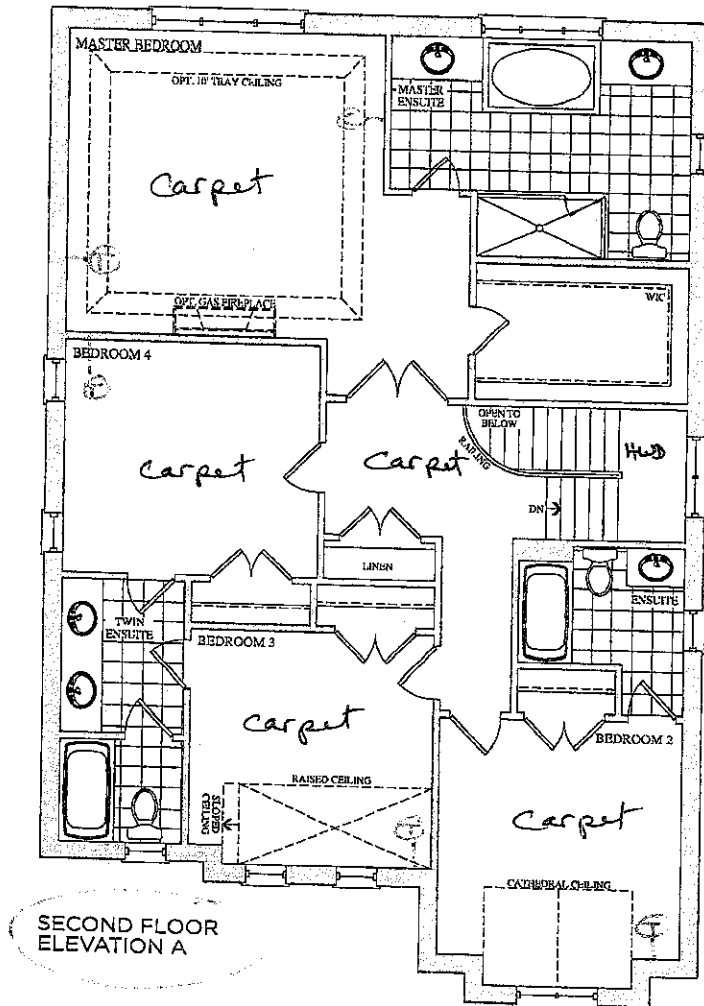 MASTER BEDROOM
OPT. 10' TRAY CEILING
MASTER
ENSUITE
Carpet
OPT. GAS FIREPLACE
WIC
BEDROOM 4
OPEN TO
BELOW
RAILING
HWD
Carpet
Carpet
DN
LINEN
TWIN
ENSUITE
ENSUITE
BEDROOM 3
Carpet
BEDROOM 2
RAISED CEILING
SLOPED
CEILING
Carpet
CATHEDRAL CEILING
SECOND FLOOR
ELEVATION A